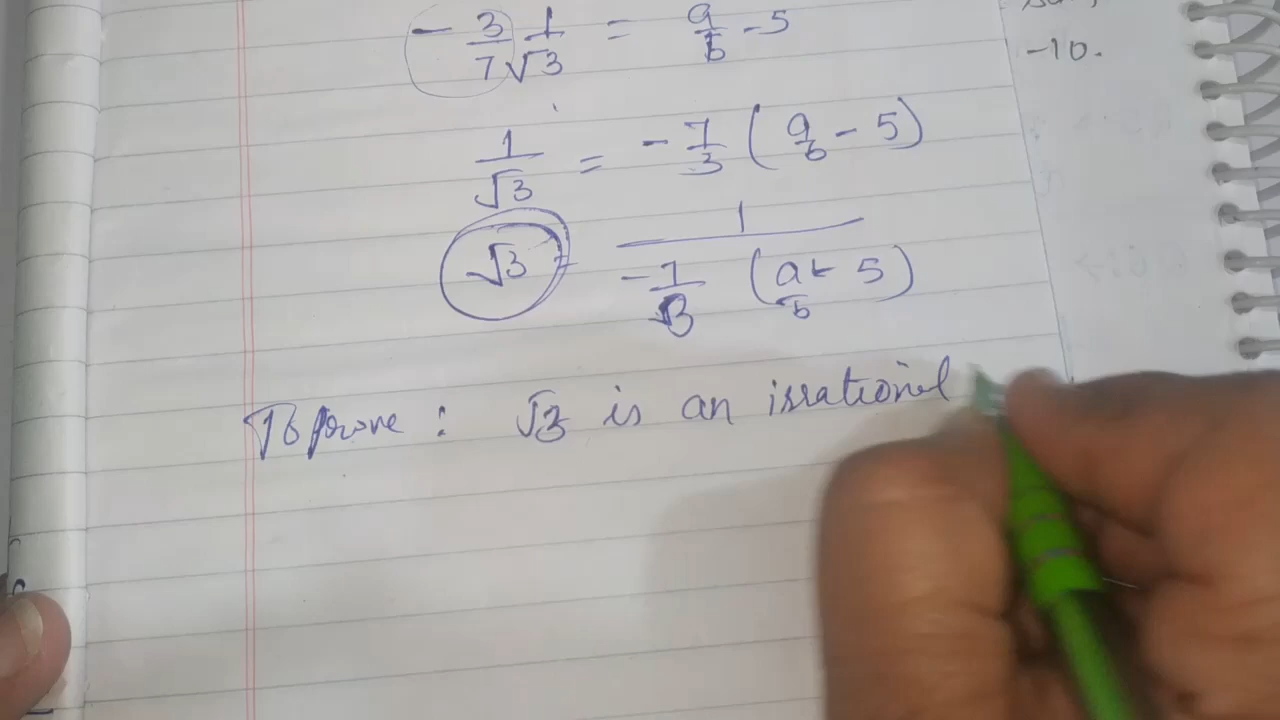 - 3/7 1/√3 = a/b - 5
-10.
1/√3 = - 7/3 (a/b - 5)
√3 = 1/(- 7/3 (a/b - 5))
To prove : √3 is an irrational